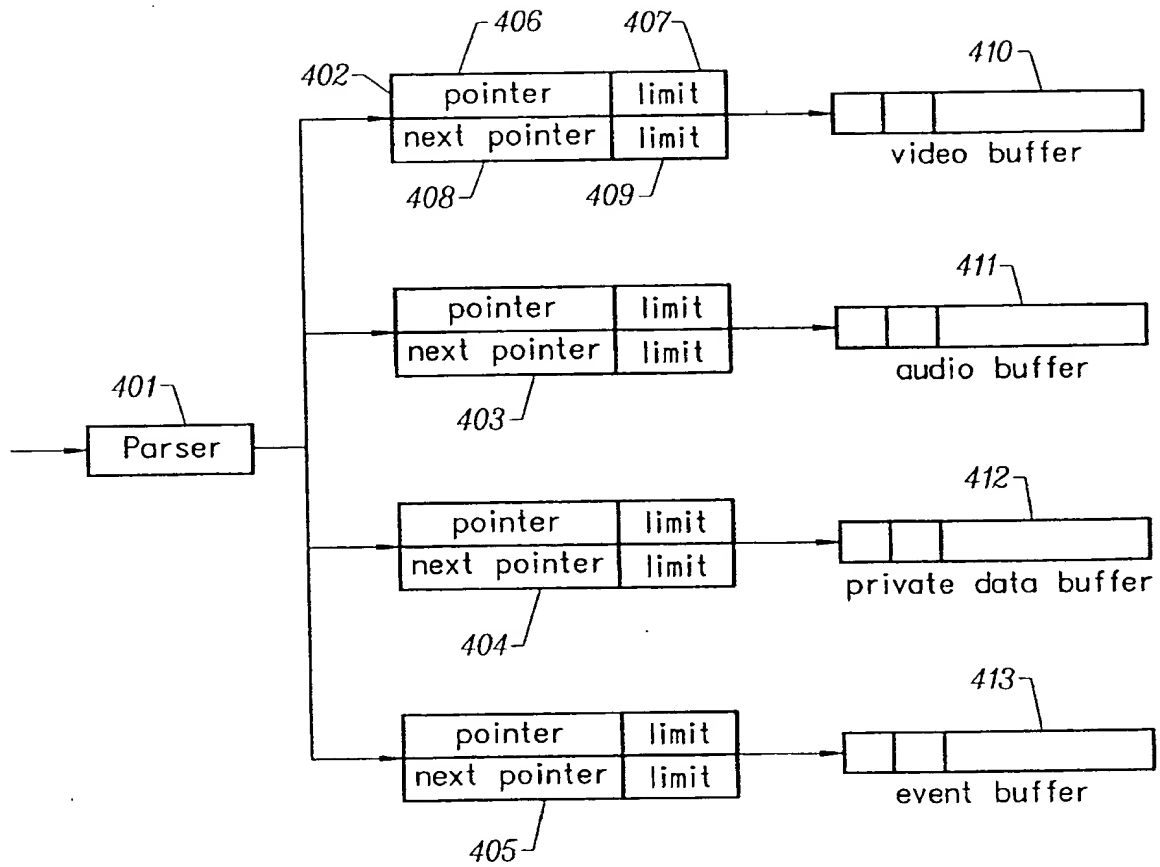 406
407
410
402
pointer limit
next pointer limit
video buffer
408
409
411
pointer limit
next pointer limit
audio buffer
401
403
Parser
412
pointer limit
next pointer limit
private data buffer
404
413
pointer limit
next pointer limit
event buffer
405